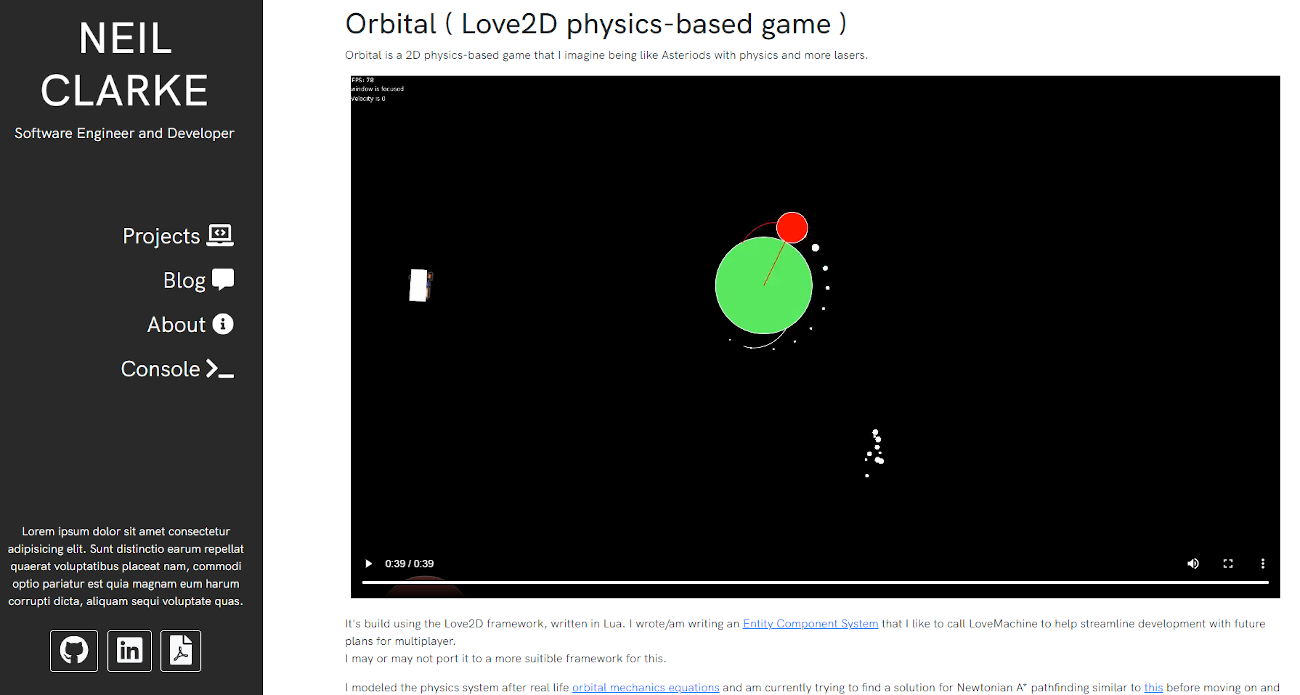 NEIL
CLARKE
Software Engineer and Developer
Projects
Blog
About
Console
Lorem ipsum dolor sit amet consectetur
adipisicing elit. Sunt distinctio earum repellat
quaerat voluptatibus placeat nam, commodi
optio pariatur est quia magnam eum harum
corrupti dicta, aliquam sequi voluptate quas.
Orbital ( Love2D physics-based game )
Orbital is a 2D physics-based game that I imagine being like Asteriods with physics and more lasers.
FPS: 78
window is focused
Velocity is 0
0:39 / 0:39
It's build using the Love2D framework, written in Lua. I wrote/am writing an Entity Component System that I like to call LoveMachine to help streamline development with future
plans for multiplayer.
I may or may not port it to a more suitible framework for this.
I modeled the physics system after real life orbital mechanics equations and am currently trying to find a solution for Newtonian A* pathfinding similar to this before moving on and